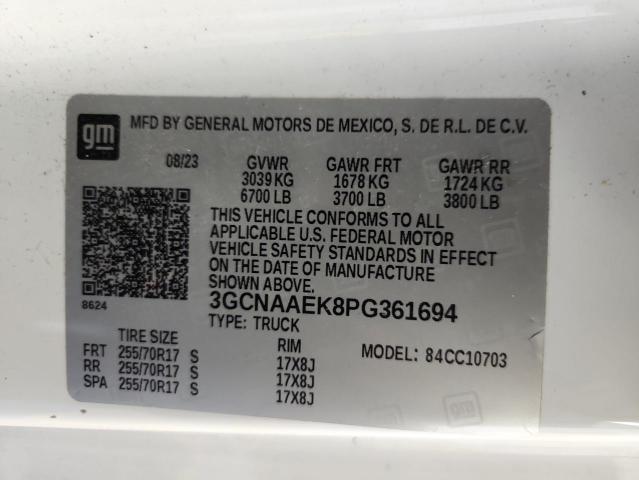 gm
MFD BY GENERAL MOTORS DE MEXICO, S. DE R.L. DE C.V.
08/23 GVWR GAWR FRT GAWR RR
3039 KG 1678 KG 1724 KG
6700 LB 3700 LB 3800 LB
THIS VEHICLE CONFORMS TO ALL
APPLICABLE U.S. FEDERAL MOTOR
VEHICLE SAFETY STANDARDS IN EFFECT
ON THE DATE OF MANUFACTURE
SHOWN ABOVE.
8624
3GCNAAEK8PG361694
TYPE: TRUCK
TIRE SIZE RIM MODEL: 84CC10703
FRT 255/70R17 S 17X8J
RR 255/70R17 S 17X8J
SPA 255/70R17 S 17X8J
gm